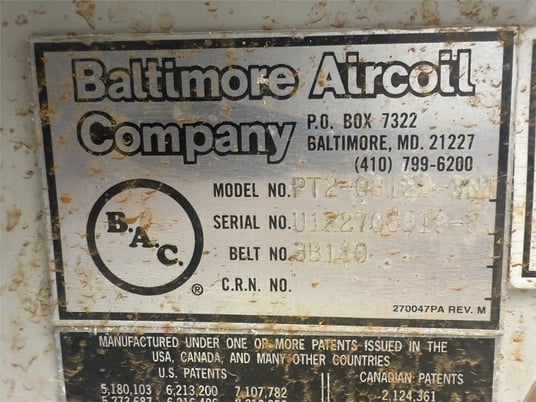 Baltimore Aircoil
Company
P.O. BOX 7322
BALTIMORE, MD. 21227
(410) 799-6200
MODEL NO.
SERIAL NO.
BELT NO.
C.R.N. NO.
B.A.C.
®
270047PA REV. M
MANUFACTURED UNDER ONE OR MORE PATENTS ISSUED IN THE
USA, CANADA, AND MANY OTHER COUNTRIES
U.S. PATENTS CANADIAN PATENTS
5,180,103 6,213,200 7,107,782 2,124,361